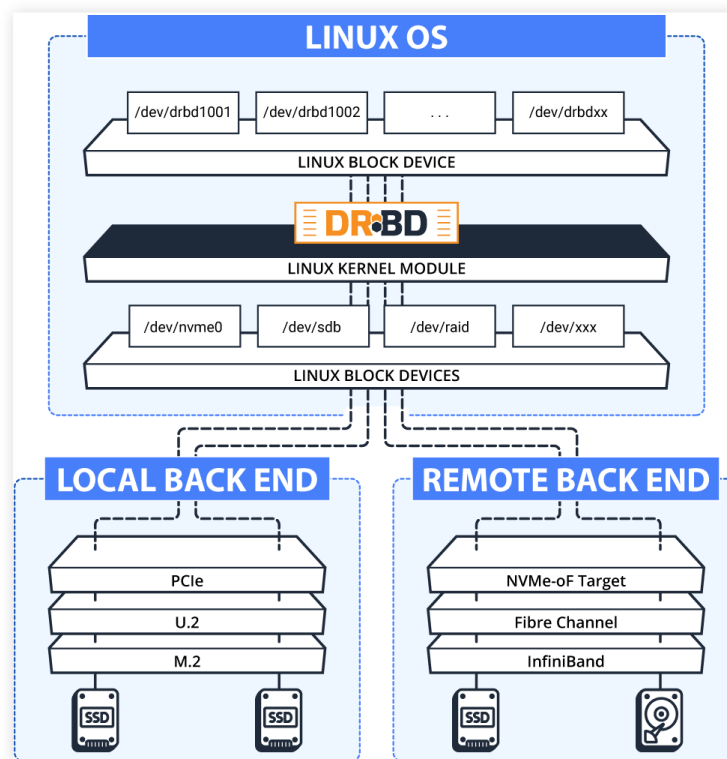 LINUX OS
/dev/drbd1001
/dev/drbd1002
. . .
/dev/drbdxx
LINUX BLOCK DEVICE
DRBD
LINUX KERNEL MODULE
/dev/nvme0
/dev/sdb
/dev/raid
/dev/xxx
LINUX BLOCK DEVICES
LOCAL BACK END
PCIe
U.2
M.2
SSD
SSD
REMOTE BACK END
NVMe-oF Target
Fibre Channel
InfiniBand
SSD